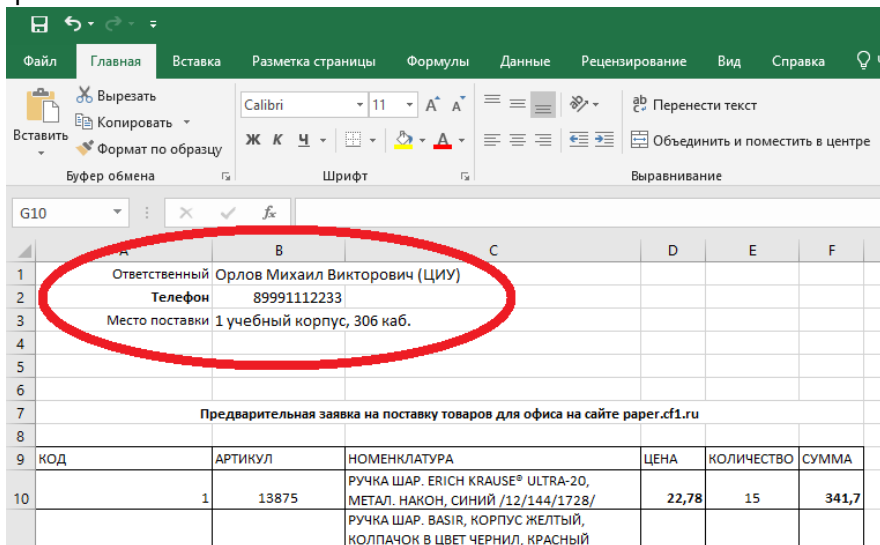 Файл Главная Вставка Разметка страницы Формулы Данные Рецензирование Вид Справка
Вставить
Вырезать
Копировать
Формат по образцу
Буфер обмена
Calibri 11 A A
Ж К Ч A
Шрифт
ab Перенести текст
Объединить и поместить в центре
Выравнивание
G10 fx
A B C D E F
1 Ответственный Орлов Михаил Викторович (ЦИУ)
2 Телефон 89991112233
3 Место поставки 1 учебный корпус, 306 каб.
4
5
6
7 Предварительная заявка на поставку товаров для офиса на сайте paper.cf1.ru
8
9 КОД АРТИКУЛ НОМЕНКЛАТУРА ЦЕНА КОЛИЧЕСТВО СУММА
РУЧКА ШАР. ERICH KRAUSE® ULTRA-20,
10 1 13875 МЕТАЛ. НАКОН, СИНИЙ /12/144/1728/ 22,78 15 341,7
РУЧКА ШАР. BASIR, КОРПУС ЖЕЛТЫЙ,
КОЛПАЧОК В ЦВЕТ ЧЕРНИЛ, КРАСНЫЙ